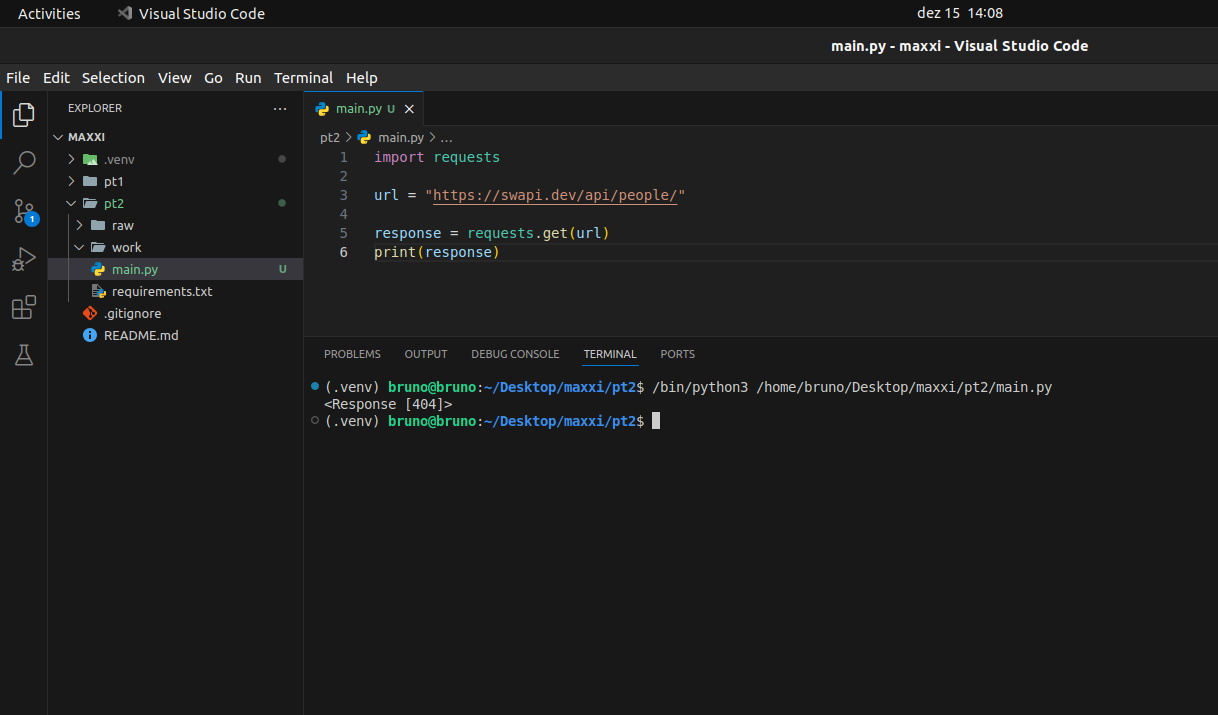 Activities Visual Studio Code dez 15 14:08
main.py - maxxi - Visual Studio Code
File Edit Selection View Go Run Terminal Help
EXPLORER ...
MAXXI
.venv
pt1
pt2
raw
work
main.py U
requirements.txt
.gitignore
README.md
1
main.py U
pt2 > main.py > ...
1 import requests
2
3 url = "https://swapi.dev/api/people/"
4
5 response = requests.get(url)
6 print(response)
PROBLEMS OUTPUT DEBUG CONSOLE TERMINAL PORTS
(.venv) bruno@bruno:~/Desktop/maxxi/pt2$ /bin/python3 /home/bruno/Desktop/maxxi/pt2/main.py
<Response [404]>
(.venv) bruno@bruno:~/Desktop/maxxi/pt2$